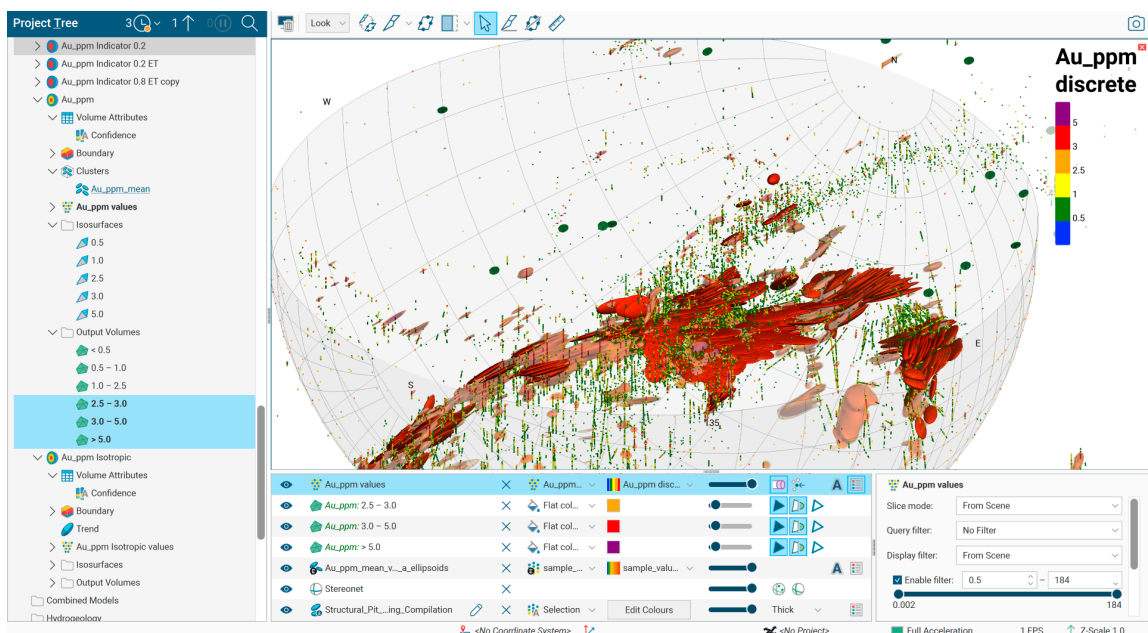 Project Tree
3
1
0
Look
Au_ppm Indicator 0.2
Au_ppm Indicator 0.2 ET
Au_ppm Indicator 0.8 ET copy
Au_ppm
Volume Attributes
Confidence
Boundary
Clusters
Au_ppm_mean
Au_ppm values
Isosurfaces
0.5
1.0
2.5
3.0
5.0
Output Volumes
< 0.5
0.5 – 1.0
1.0 – 2.5
2.5 – 3.0
3.0 – 5.0
> 5.0
Au_ppm Isotropic
Volume Attributes
Confidence
Boundary
Trend
Au_ppm Isotropic values
Isosurfaces
Output Volumes
Combined Models
Hydrogeology
W
N
S
E
135
Au_ppm
discrete
5
3
2.5
1
0.5
Au_ppm values Au_ppm... Au_ppm disc... A
Au_ppm: 2.5 – 3.0 Flat col...
Au_ppm: 3.0 – 5.0 Flat col...
Au_ppm: > 5.0 Flat col...
Au_ppm_mean_v..._a_ellipsoids sample_... sample_valu... A
Stereonet
Structural_Pit_...ing_Compilation Selection Edit Colours Thick
Au_ppm values
Slice mode: From Scene
Query filter: No Filter
Display filter: From Scene
Enable filter: 0.5 – 184
0.002 184
<No Coordinate System> <No Project> Full Acceleration 1 FPS Z-Scale 1.0